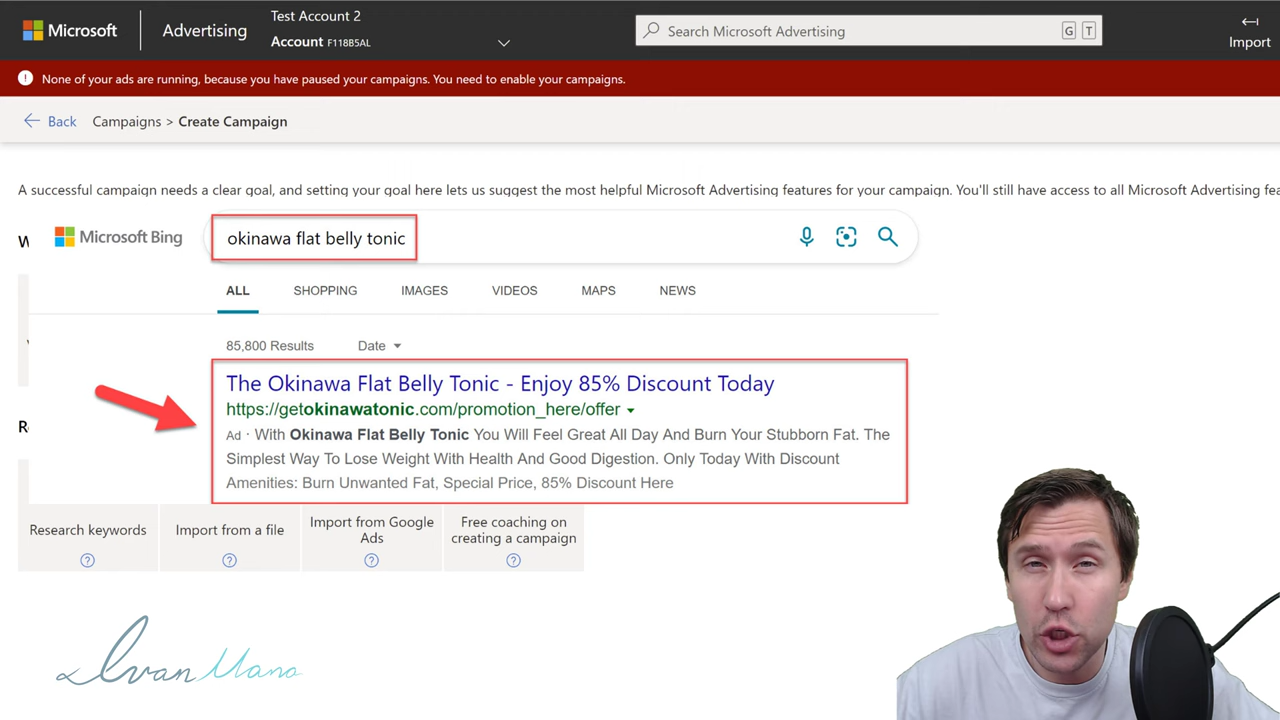 Microsoft
Advertising
Test Account 2
Account F118B5AL
Search Microsoft Advertising
G T
Import
None of your ads are running, because you have paused your campaigns. You need to enable your campaigns.
Back
Campaigns > Create Campaign
A successful campaign needs a clear goal, and setting your goal here lets us suggest the most helpful Microsoft Advertising features for your campaign. You'll still have access to all Microsoft Advertising
Microsoft Bing
okinawa flat belly tonic
ALL SHOPPING IMAGES VIDEOS MAPS NEWS
85,800 Results Date
The Okinawa Flat Belly Tonic - Enjoy 85% Discount Today
https://getokinawatonic.com/promotion_here/offer
Ad · With Okinawa Flat Belly Tonic You Will Feel Great All Day And Burn Your Stubborn Fat. The
Simplest Way To Lose Weight With Health And Good Digestion. Only Today With Discount
Amenities: Burn Unwanted Fat, Special Price, 85% Discount Here
Research keywords
Import from a file
Import from Google
Ads
Free coaching on
creating a campaign
Ivan Mana